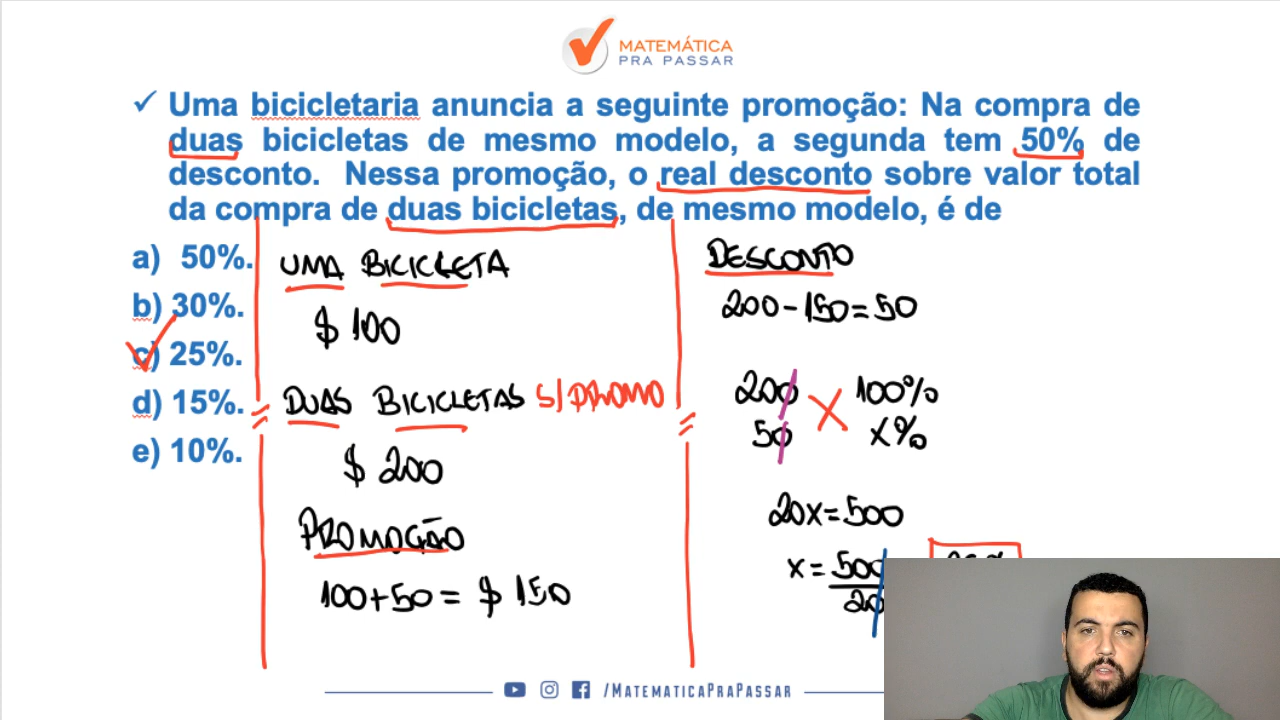 MATEMÁTICA
PRA PASSAR
Uma bicicletaria anuncia a seguinte promoção: Na compra de
duas bicicletas de mesmo modelo, a segunda tem 50% de
desconto. Nessa promoção, o real desconto sobre valor total
da compra de duas bicicletas, de mesmo modelo, é de
a) 50%.
b) 30%.
c) 25%.
d) 15%.
e) 10%.
UMA BICICLETA
$ 100
DUAS BICICLETAS S/PROMO
$ 200
PROMOÇÃO
100+50= $ 150
DESCONTO
200-150=50
200 100%
50 x%
20x=500
x=500
20
/MATEMATICAPRAPASSAR